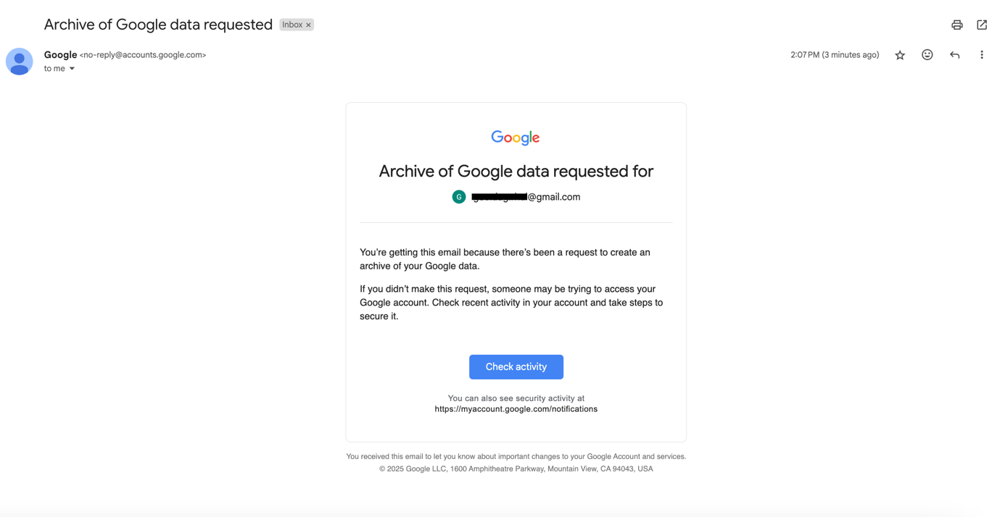 Archive of Google data requested Inbox ×
Google <no-reply@accounts.google.com> 2:07 PM (3 minutes ago)
to me
Google
Archive of Google data requested for
G @gmail.com
You're getting this email because there's been a request to create an
archive of your Google data.
If you didn't make this request, someone may be trying to access your
Google account. Check recent activity in your account and take steps to
secure it.
Check activity
You can also see security activity at
https://myaccount.google.com/notifications
You received this email to let you know about important changes to your Google Account and services.
© 2025 Google LLC, 1600 Amphitheatre Parkway, Mountain View, CA 94043, USA